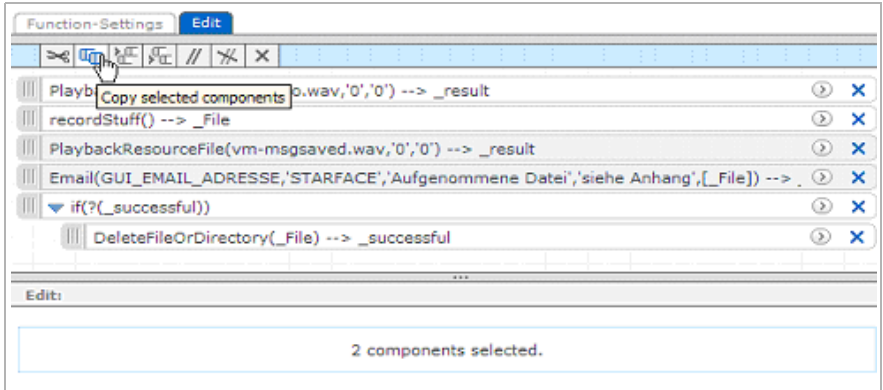 Function-Settings Edit
Playb o.wav,'0','0') --> _result
Copy selected components
recordStuff() --> _File
PlaybackResourceFile(vm-msgsaved.wav,'0','0') --> _result
Email(GUI_EMAIL_ADRESSE,'STARFACE','Aufgenommene Datei','siehe Anhang',[_File]) --> _
if(?(_successful))
DeleteFileOrDirectory(_File) --> _successful
Edit:
2 components selected.